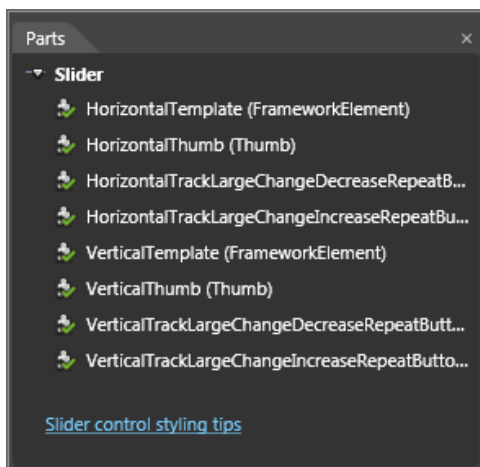 Parts
Slider
HorizontalTemplate (FrameworkElement)
HorizontalThumb (Thumb)
HorizontalTrackLargeChangeDecreaseRepeatB...
HorizontalTrackLargeChangeIncreaseRepeatBu...
VerticalTemplate (FrameworkElement)
VerticalThumb (Thumb)
VerticalTrackLargeChangeDecreaseRepeatButt...
VerticalTrackLargeChangeIncreaseRepeatButto...
Slider control styling tips